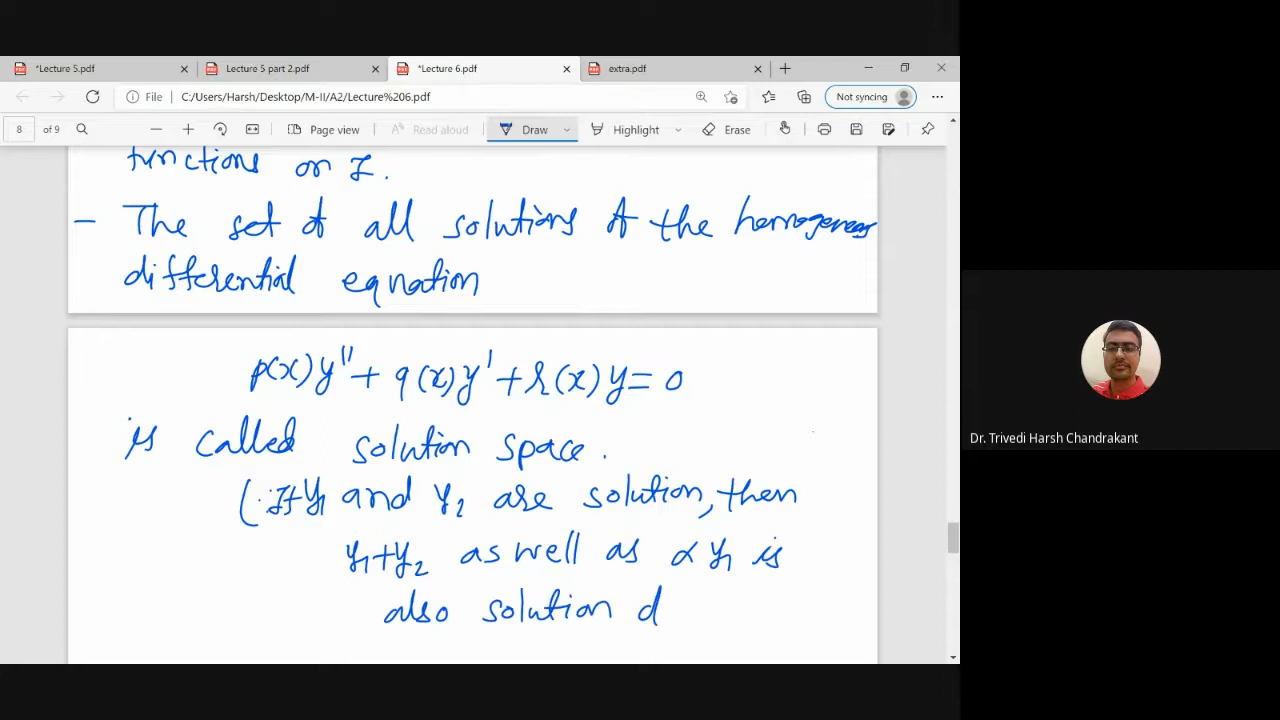 *Lecture 5.pdf
Lecture 5 part 2.pdf
*Lecture 6.pdf
extra.pdf
File
C:/Users/Harsh/Desktop/M-II/A2/Lecture%206.pdf
Not syncing
8 of 9
Page view
Read aloud
Draw
Highlight
Erase
functions on I.
- The set of all solutions of the homogeneous
differential equation
p(x)y''+ q(x)y'+r(x)y=0
is called solution space.
(∵ If y1 and y2 are solution, then
y1+y2 as well as αy1 is
also solution d
Dr. Trivedi Harsh Chandrakant